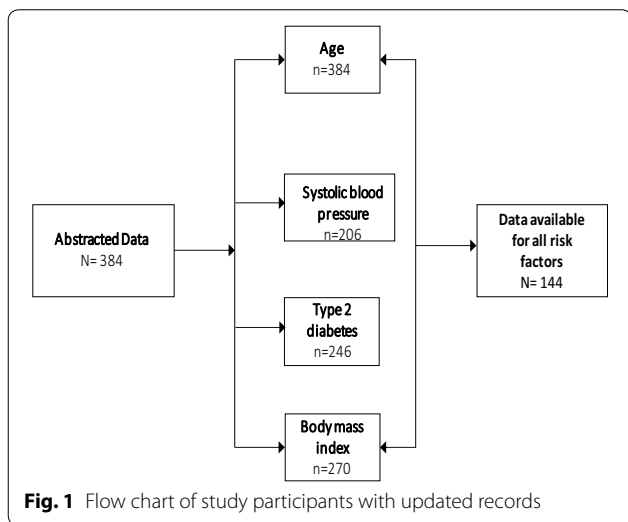 Age
n=384
Systolic blood
pressure
n=206
Abstracted Data
N= 384
Data available
for all risk
factors
N= 144
Type 2
diabetes
n=246
Body mass
index
n=270
Fig. 1 Flow chart of study participants with updated records